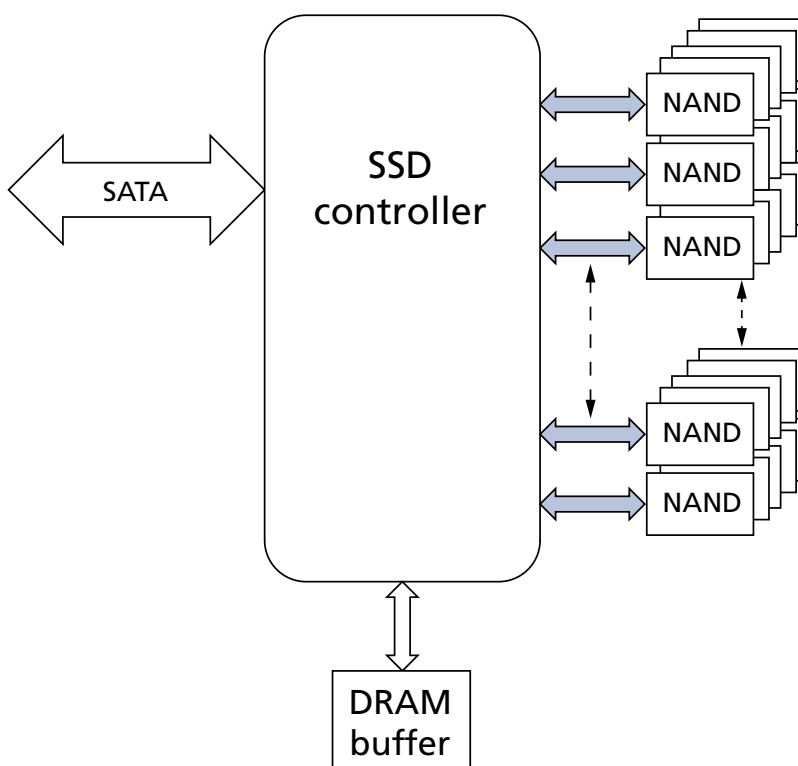 SATA
SSD
controller
NAND
NAND
NAND
NAND
NAND
DRAM
buffer